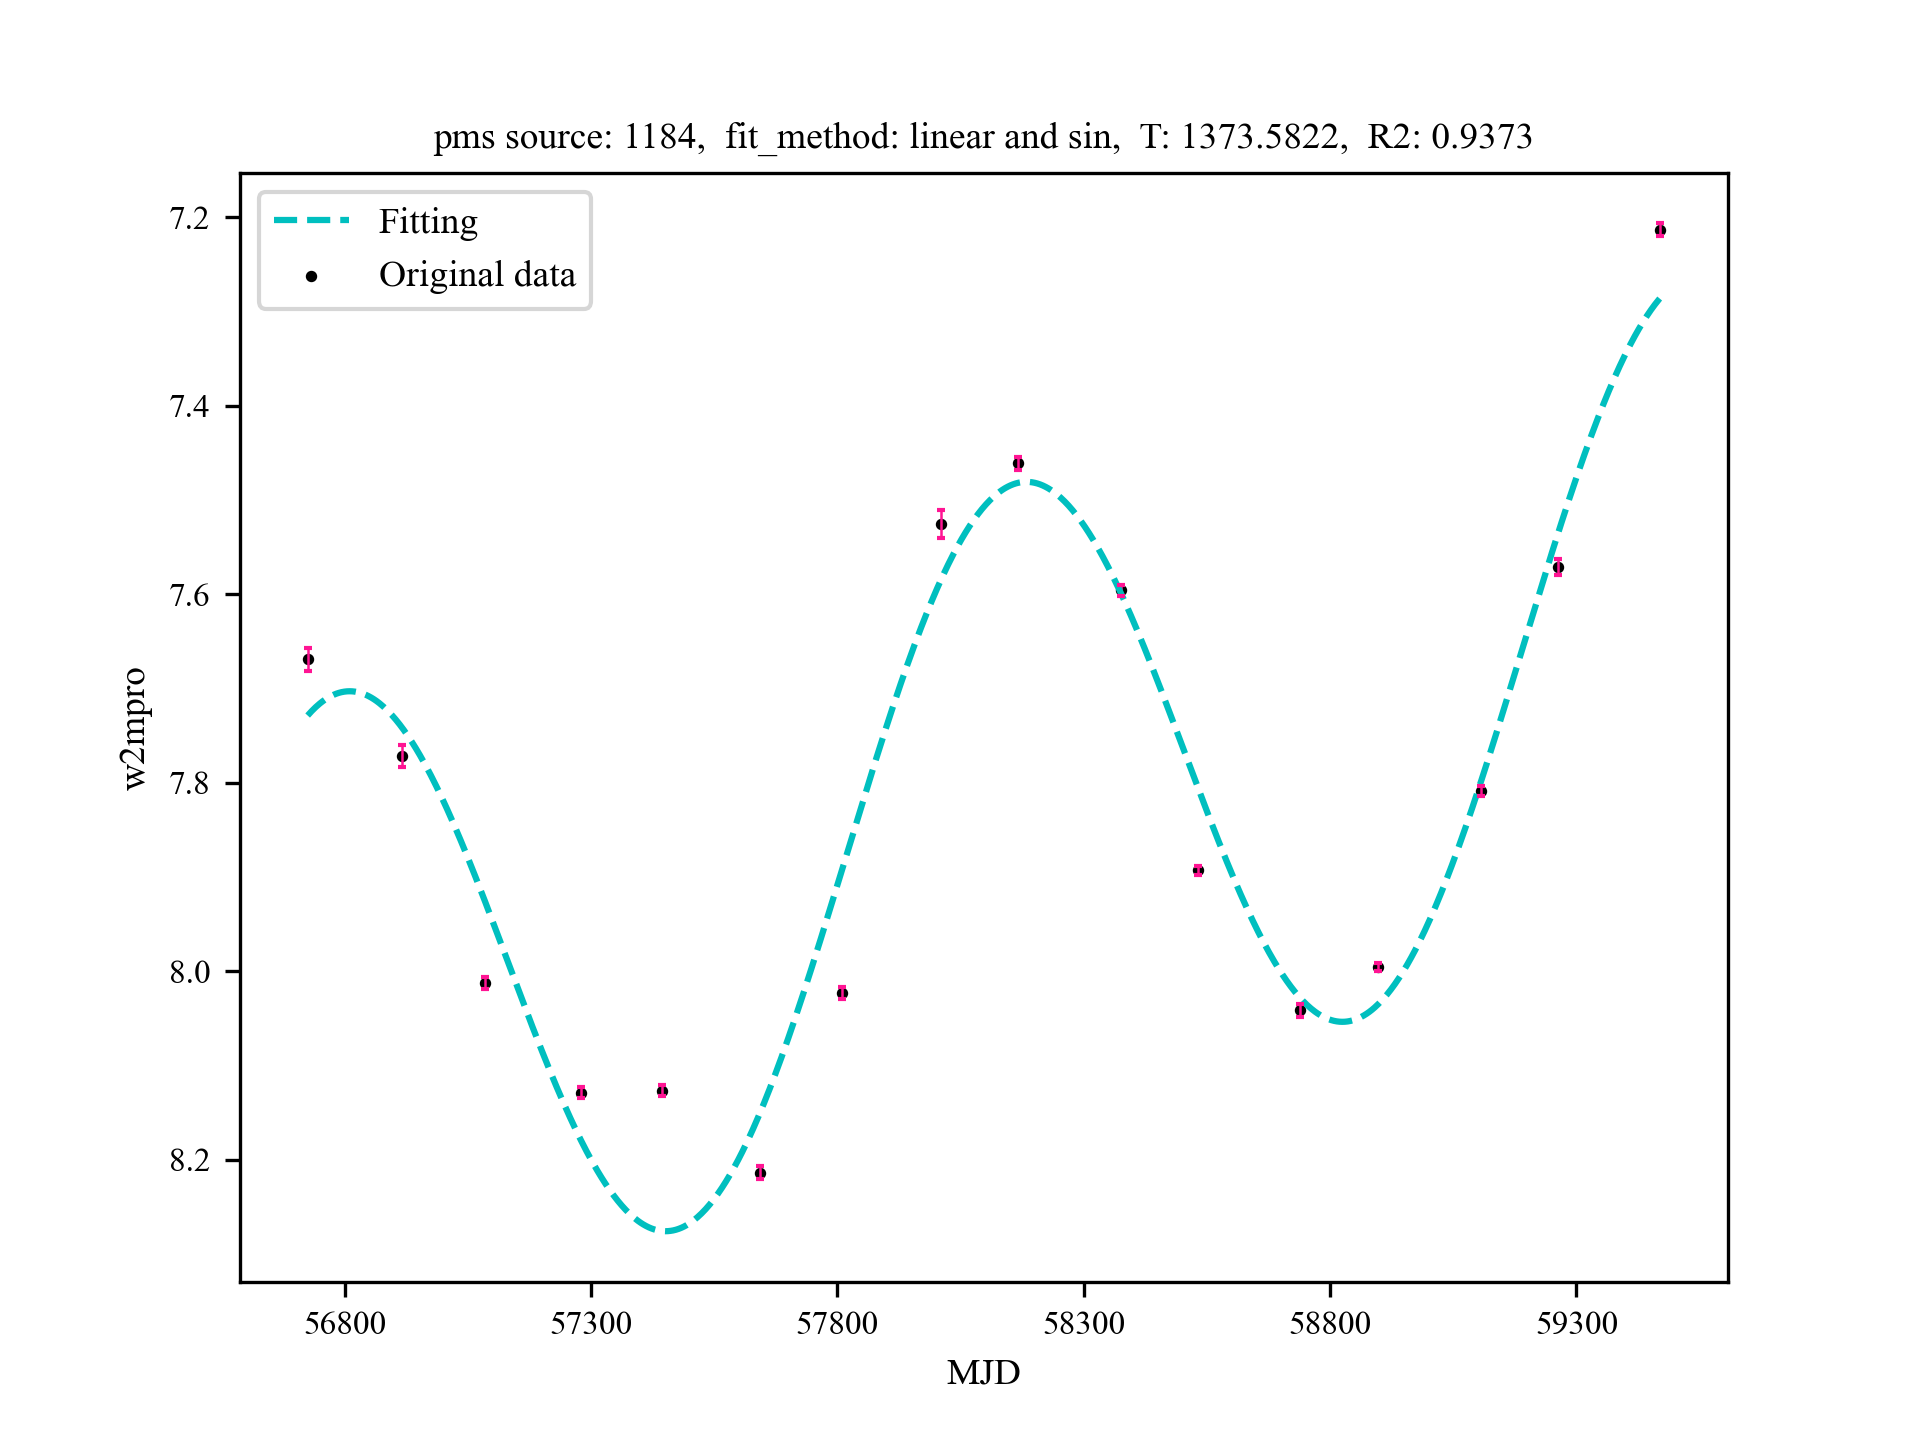 pms source: 1184,  fit_method: linear and sin,  T: 1373.5822,  R2: 0.9373
Fitting
Original data
7.2
7.4
7.6
7.8
8.0
8.2
w2mpro
56800
57300
57800
58300
58800
59300
MJD